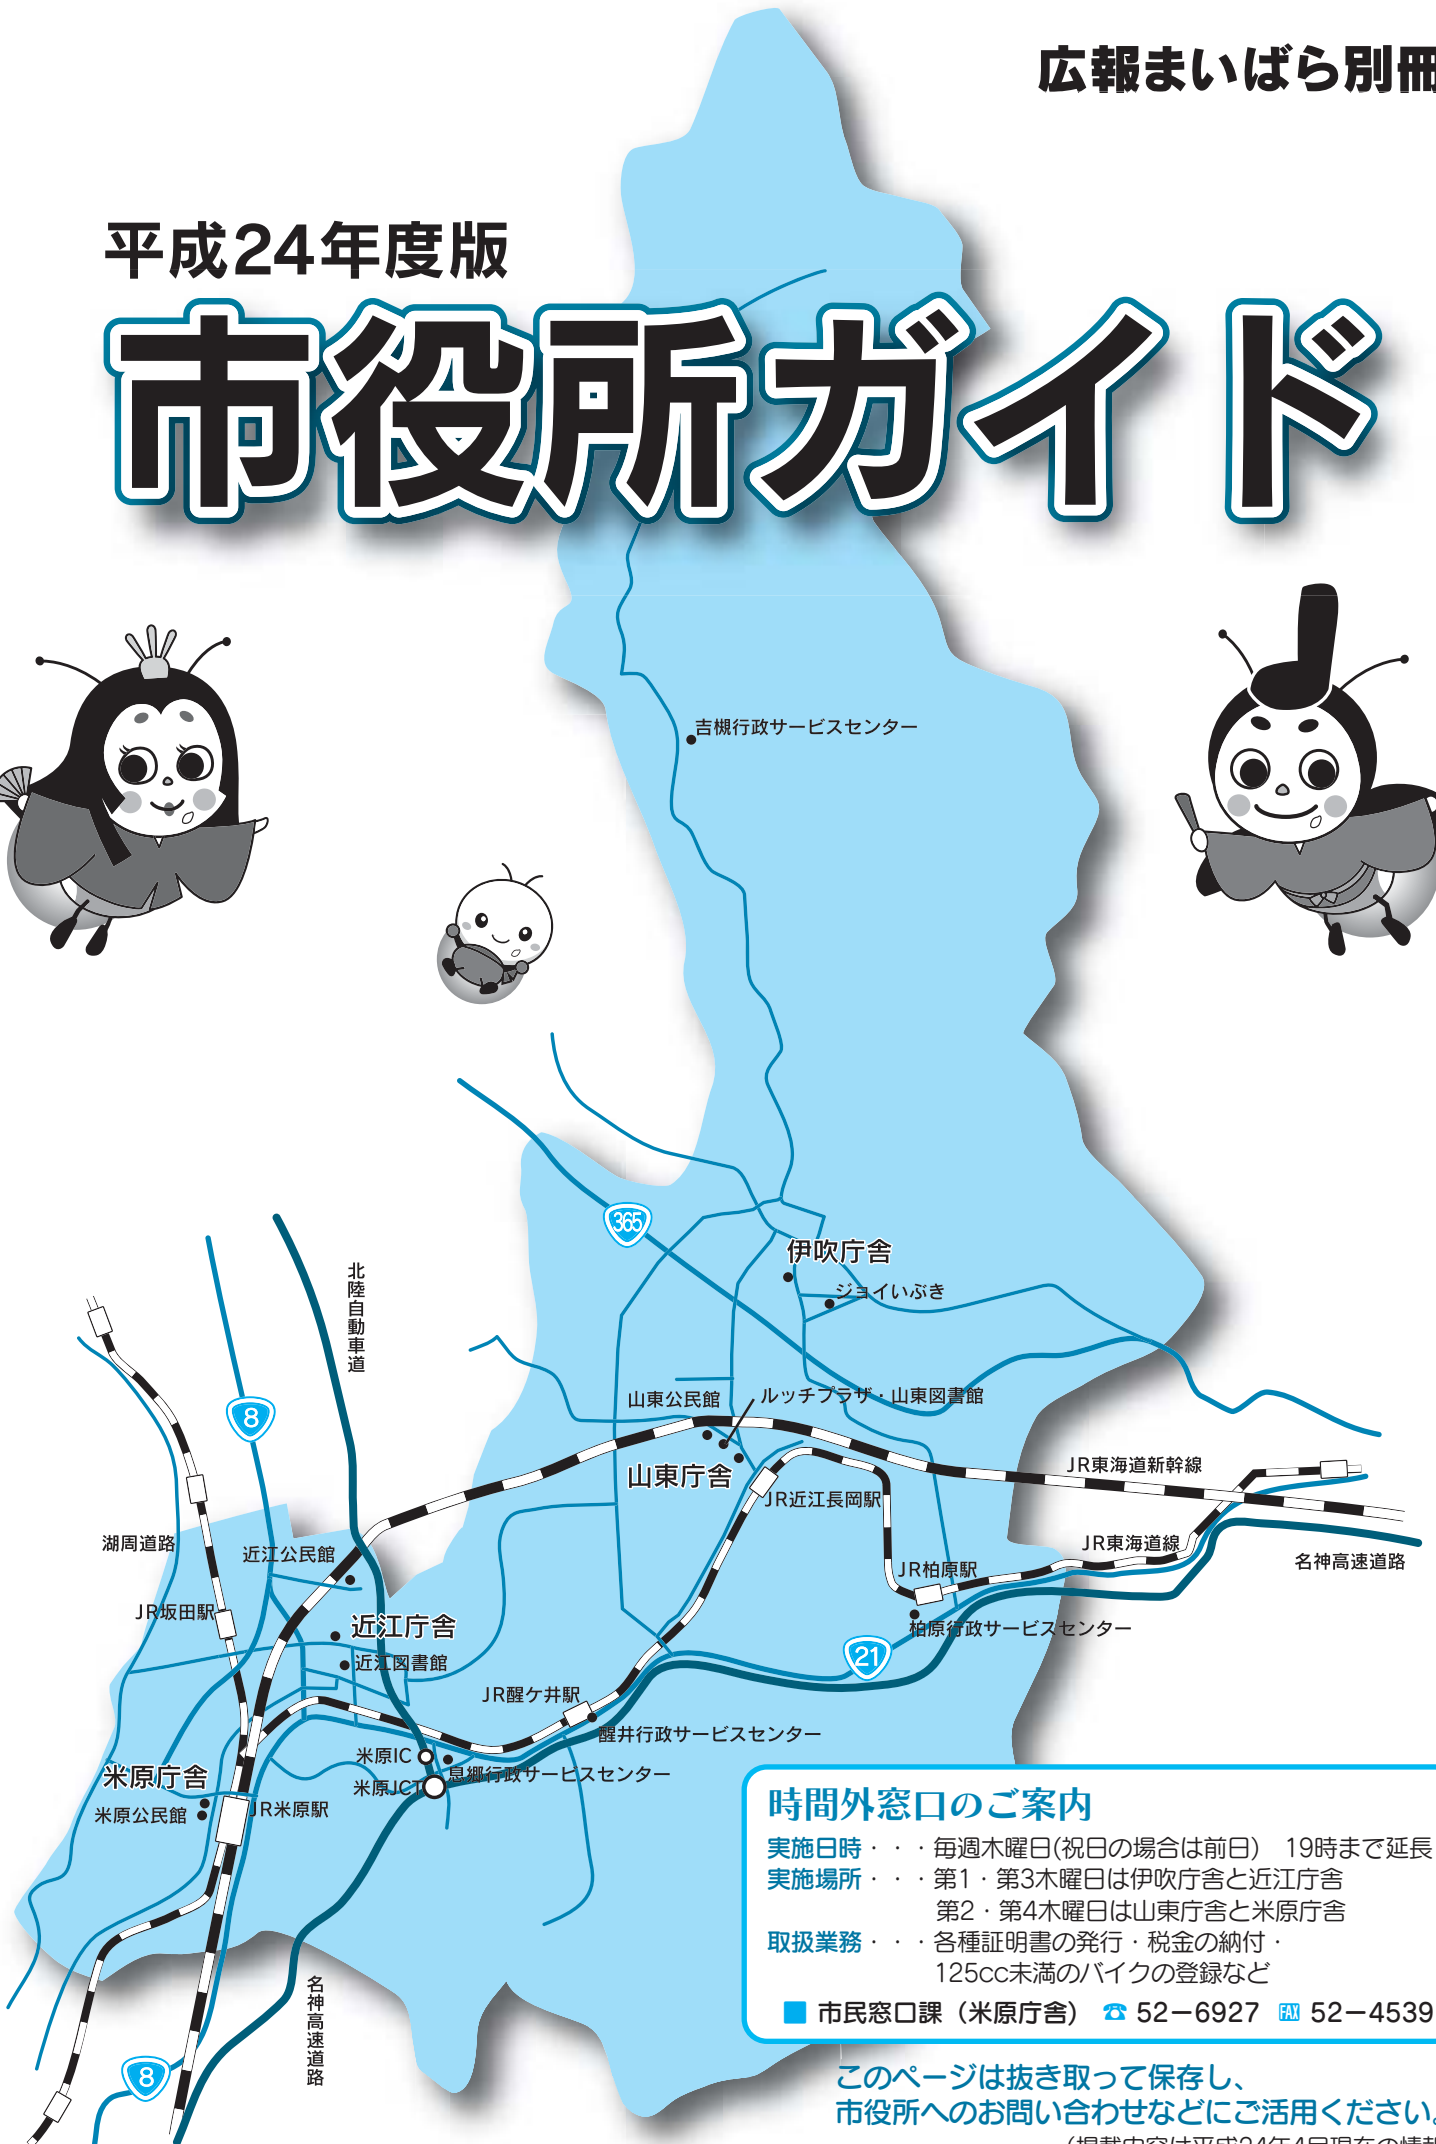 広報まいばら別冊
平成24年度版
市役所ガイド
吉槻行政サービスセンター
365
伊吹庁舎
ジョイいぶき
北陸自動車道
8
山東公民館
ルッチプラザ・山東図書館
山東庁舎
JR東海道新幹線
JR近江長岡駅
湖周道路
近江公民館
JR東海道線
名神高速道路
JR柏原駅
JR坂田駅
近江庁舎
柏原行政サービスセンター
21
近江図書館
JR醒ケ井駅
醒井行政サービスセンター
米原IC
息郷行政サービスセンター
米原JCT
米原庁舎
米原公民館
JR米原駅
名神高速道路
8
時間外窓口のご案内
実施日時・・・毎週木曜日(祝日の場合は前日) 19時まで延長
実施場所・・・第1・第3木曜日は伊吹庁舎と近江庁舎
第2・第4木曜日は山東庁舎と米原庁舎
取扱業務・・・各種証明書の発行・税金の納付・
125cc未満のバイクの登録など
■ 市民窓口課（米原庁舎） ☎ 52－6927 FAX 52－4539
このページは抜き取って保存し、
市役所へのお問い合わせなどにご活用ください。